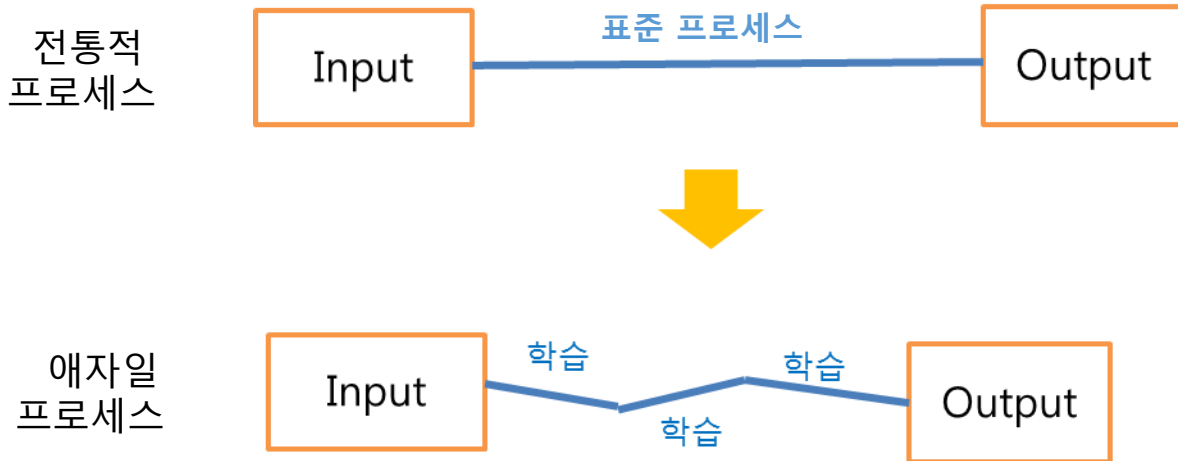 전통적
프로세스
Input
표준 프로세스
Output
애자일
프로세스
Input
학습
학습
학습
Output